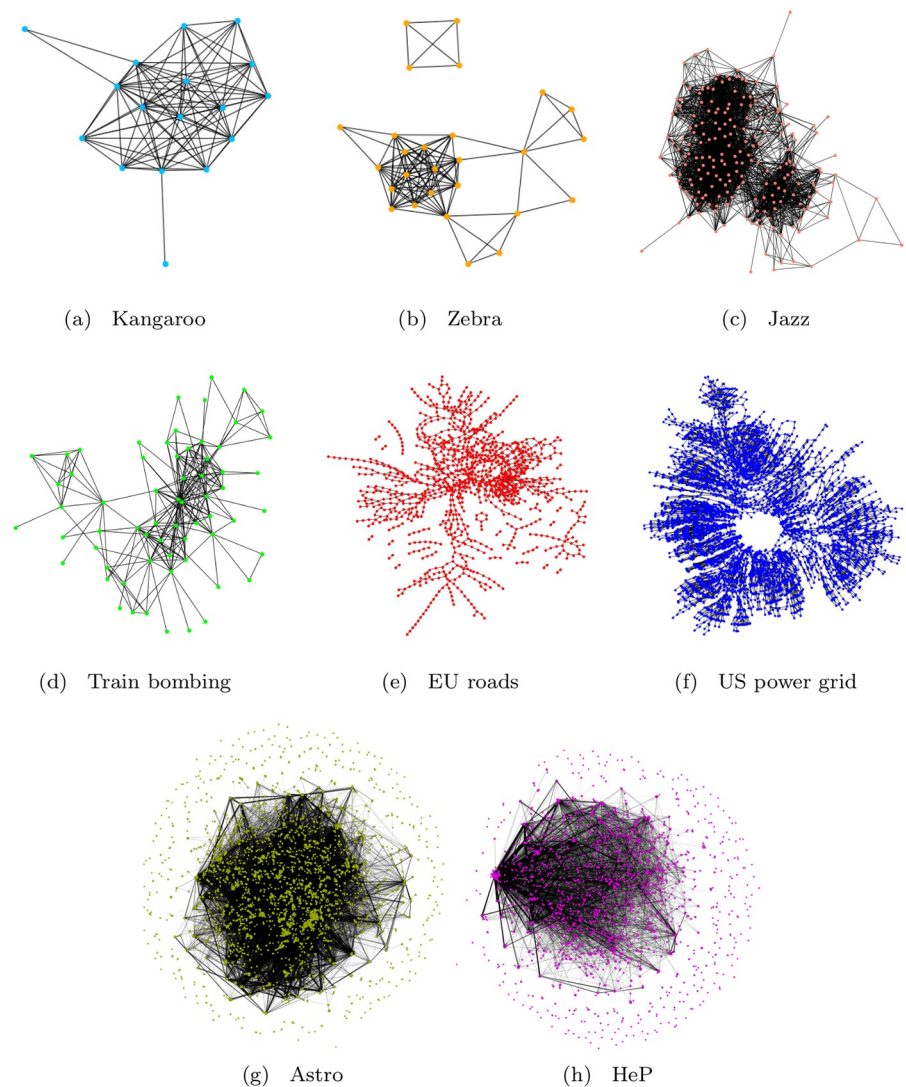 (a) Kangaroo
(b) Zebra
(c) Jazz
(d) Train bombing
(e) EU roads
(f) US power grid
(g) Astro
(h) HeP